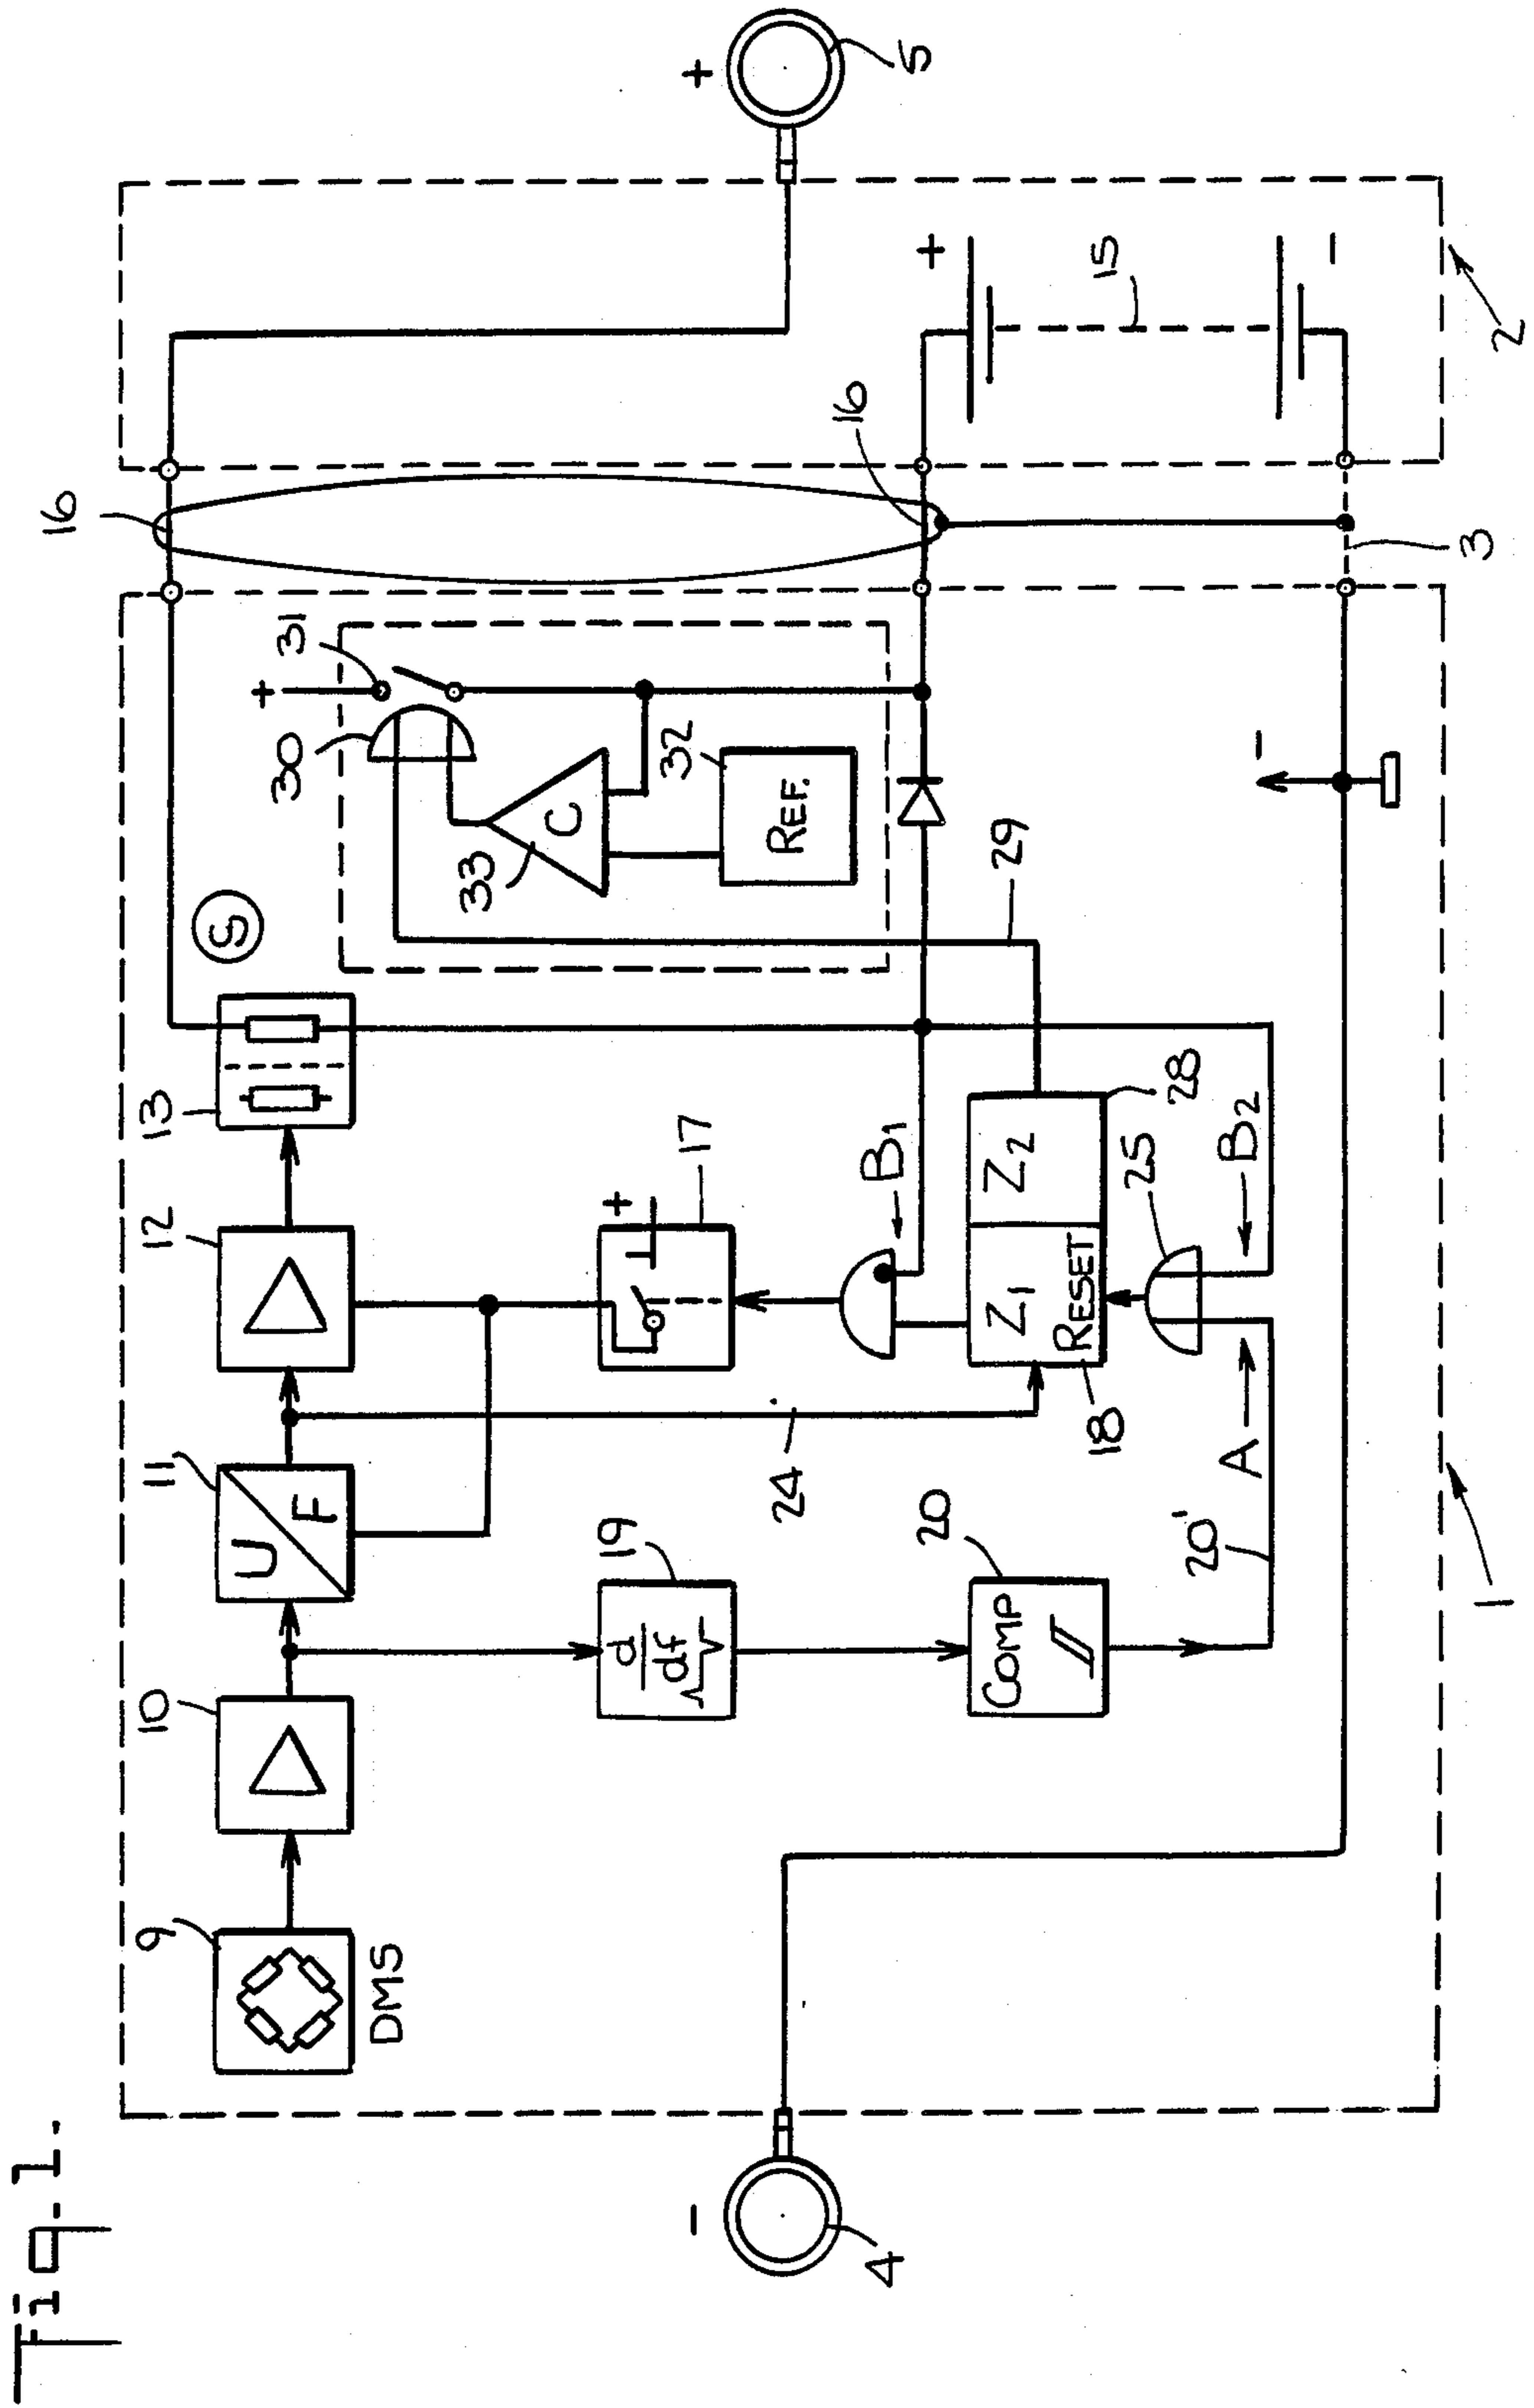 Fig. 1.
16
9
10
11
12
13
S
U
F
+
31
30
DMS
33
C
19
d
df
+
17
32
−
+
24
REF.
16
4
B1
5
20
+
COMP
Z1
Z2
29
RESET
18
15
25
28
20'
A
B2
−
−
3
1
2